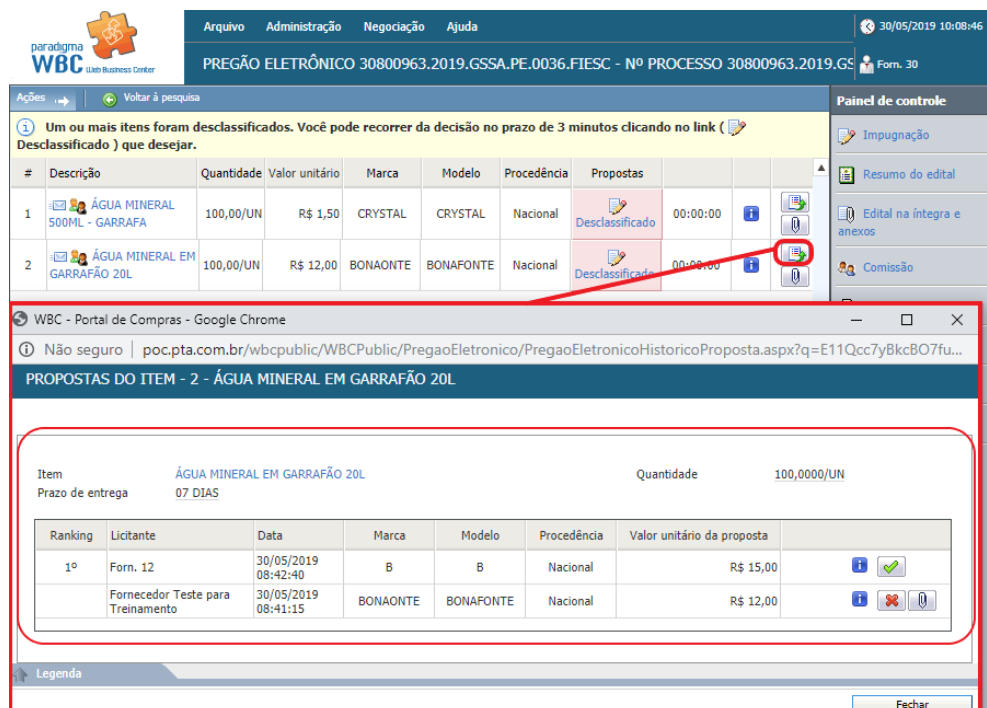 paradigma
WBC Web Business Center
Arquivo Administração Negociação Ajuda
30/05/2019 10:08:46
PREGÃO ELETRÔNICO 30800963.2019.GSSA.PE.0036.FIESC - Nº PROCESSO 30800963.2019.GS
Forn. 30
Ações
Voltar à pesquisa
Painel de controle
Um ou mais itens foram desclassificados. Você pode recorrer da decisão no prazo de 3 minutos clicando no link (
Desclassificado ) que desejar.
Impugnação
Resumo do edital
Edital na íntegra e
anexos
Comissão
# Descrição Quantidade Valor unitário Marca Modelo Procedência Propostas
1 ÁGUA MINERAL
500ML - GARRAFA 100,00/UN R$ 1,50 CRYSTAL CRYSTAL Nacional Desclassificado 00:00:00
2 ÁGUA MINERAL EM
GARRAFÃO 20L 100,00/UN R$ 12,00 BONAONTE BONAFONTE Nacional Desclassificado 00:00:00
WBC - Portal de Compras - Google Chrome
Não seguro | poc.pta.com.br/wbcpublic/WBCPublic/PregaoEletronico/PregaoEletronicoHistoricoProposta.aspx?q=E11Qcc7yBkcBO7fu...
PROPOSTAS DO ITEM - 2 - ÁGUA MINERAL EM GARRAFÃO 20L
Item ÁGUA MINERAL EM GARRAFÃO 20L Quantidade 100,0000/UN
Prazo de entrega 07 DIAS
Ranking Licitante Data Marca Modelo Procedência Valor unitário da proposta
1º Forn. 12 30/05/2019
08:42:40 B B Nacional R$ 15,00
Fornecedor Teste para
Treinamento 30/05/2019
08:41:15 BONAONTE BONAFONTE Nacional R$ 12,00
Legenda
Fechar